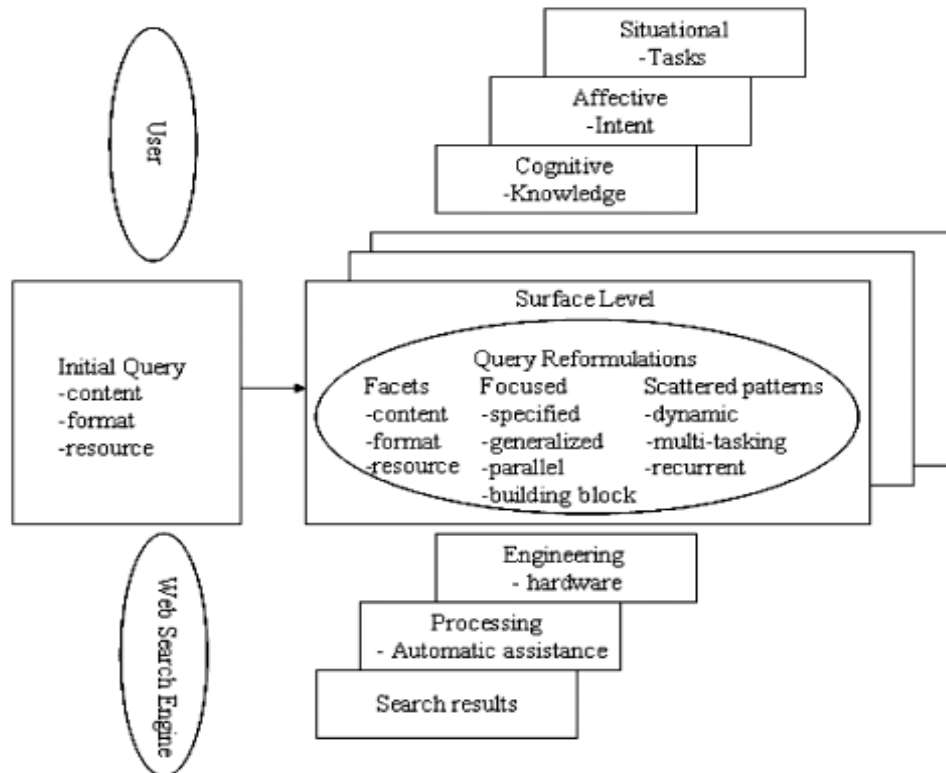 Situational
-Tasks
Affective
-Intent
Cognitive
-Knowledge
User
Surface Level
Initial Query
-content
-format
-resource
Query Reformulations
Facets
-content
-format
-resource
Focused
-specified
-generalized
-parallel
-building block
Scattered patterns
-dynamic
-multi-tasking
-recurrent
Web Search Engine
Engineering
- hardware
Processing
- Automatic assistance
Search results